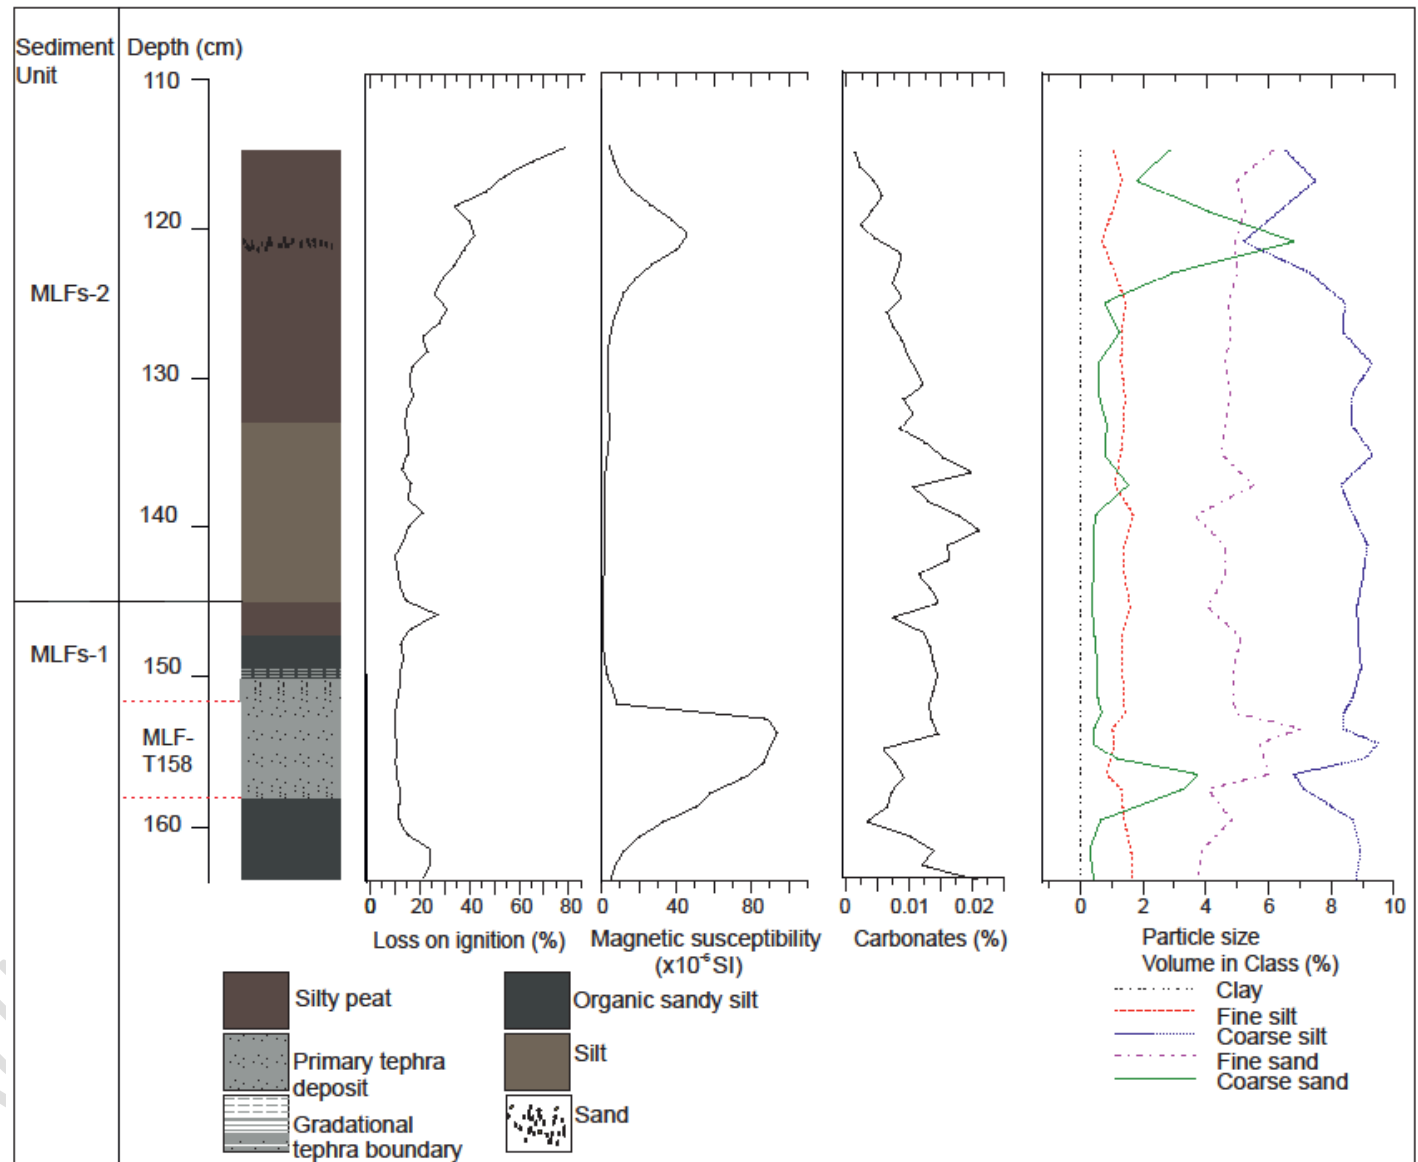 Sediment
Unit
Depth (cm)
110
120
MLFs-2
130
140
MLFs-1
150
MLF-
T158
160
0 20 40 60 80
0 40 80
0 0.01 0.02
0 2 4 6 8 10
Loss on ignition (%)
Magnetic susceptibility
(x10⁻⁶SI)
Carbonates (%)
Particle size
Volume in Class (%)
Clay
Fine silt
Coarse silt
Fine sand
Coarse sand
Silty peat
Organic sandy silt
Primary tephra
deposit
Silt
Gradational
tephra boundary
Sand